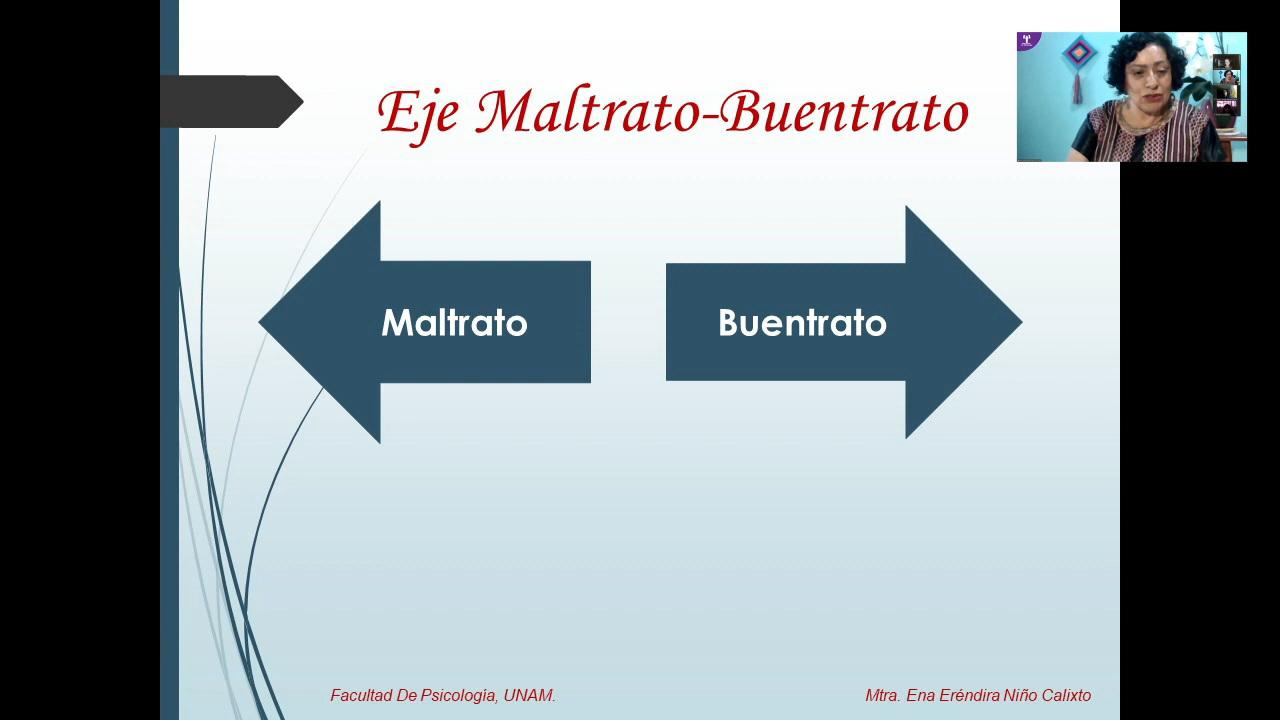 Eje Maltrato-Buentrato
Maltrato
Buentrato
Facultad De Psicología, UNAM.
Mtra. Ena Eréndira Niño Calixto